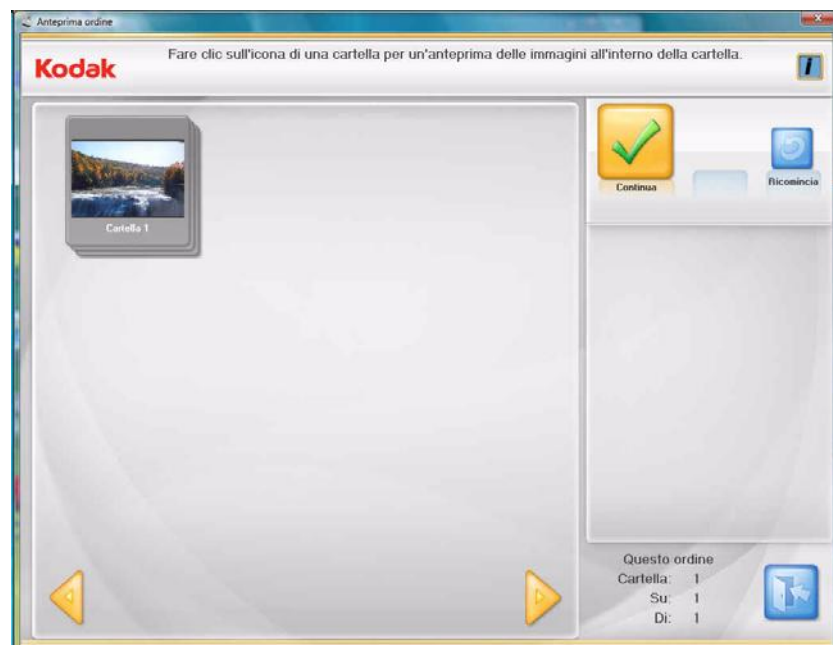 Anteprima ordine
Kodak
Fare clic sull'icona di una cartella per un'anteprima delle immagini all'interno della cartella.
i
Cartella 1
Continua
Ricomincia
Questo ordine
Cartella: 1
Su: 1
Di: 1